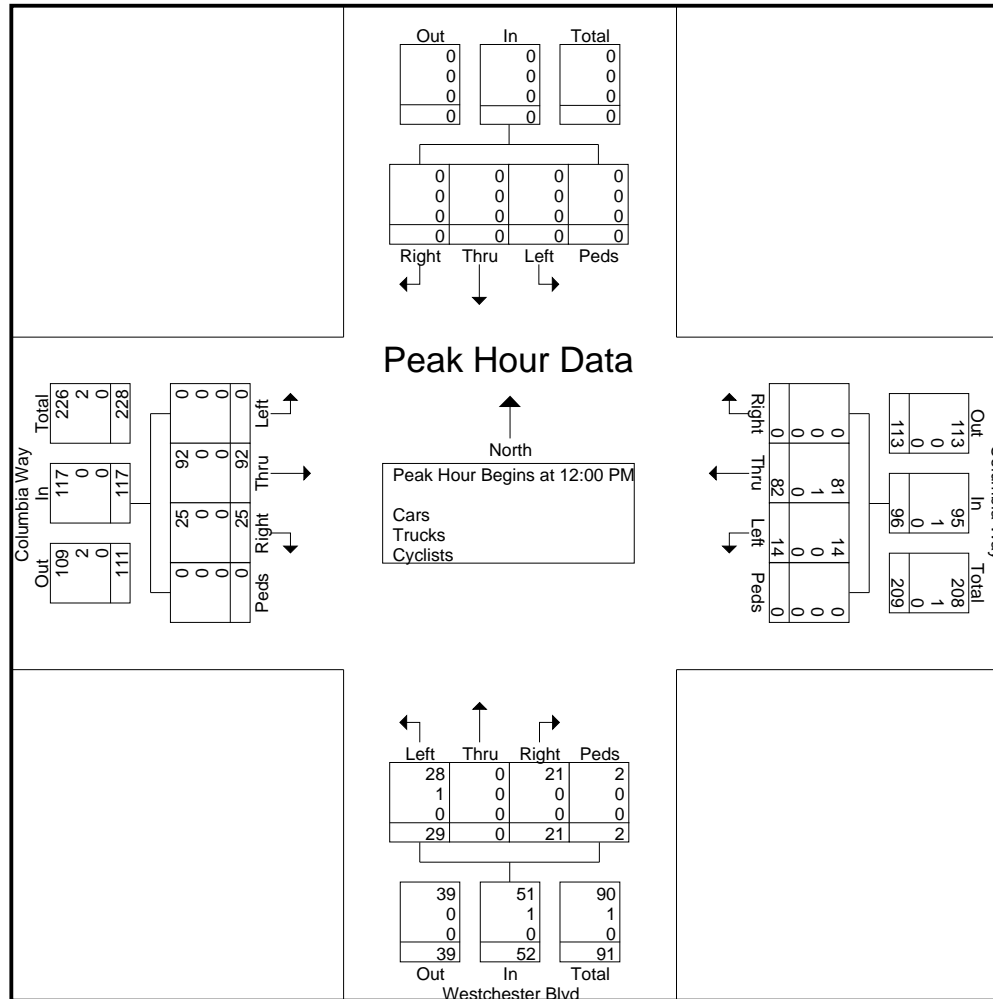 Out In Total
0 0 0
0 0 0
0 0 0
0 0 0
0 0 0 0
0 0 0 0
0 0 0 0
0 0 0 0
Right Thru Left Peds
Peak Hour Data
North
Peak Hour Begins at 12:00 PM
Cars
Trucks
Cyclists
Columbia Way
Out In Total
109 117 226
2 0 2
0 0 0
111 117 228
0 25 92 0
0 0 0 0
0 0 0 0
0 25 92 0
Peds Right Thru Left
Out In Total
113 95 208
0 1 1
0 0 0
113 96 209
0 81 14 0
0 1 0 0
0 0 0 0
0 82 14 0
Right Thru Left Peds
Left Thru Right Peds
28 0 21 2
1 0 0 0
0 0 0 0
29 0 21 2
39 51 90
0 1 1
0 0 0
39 52 91
Out In Total
Westchester Blvd